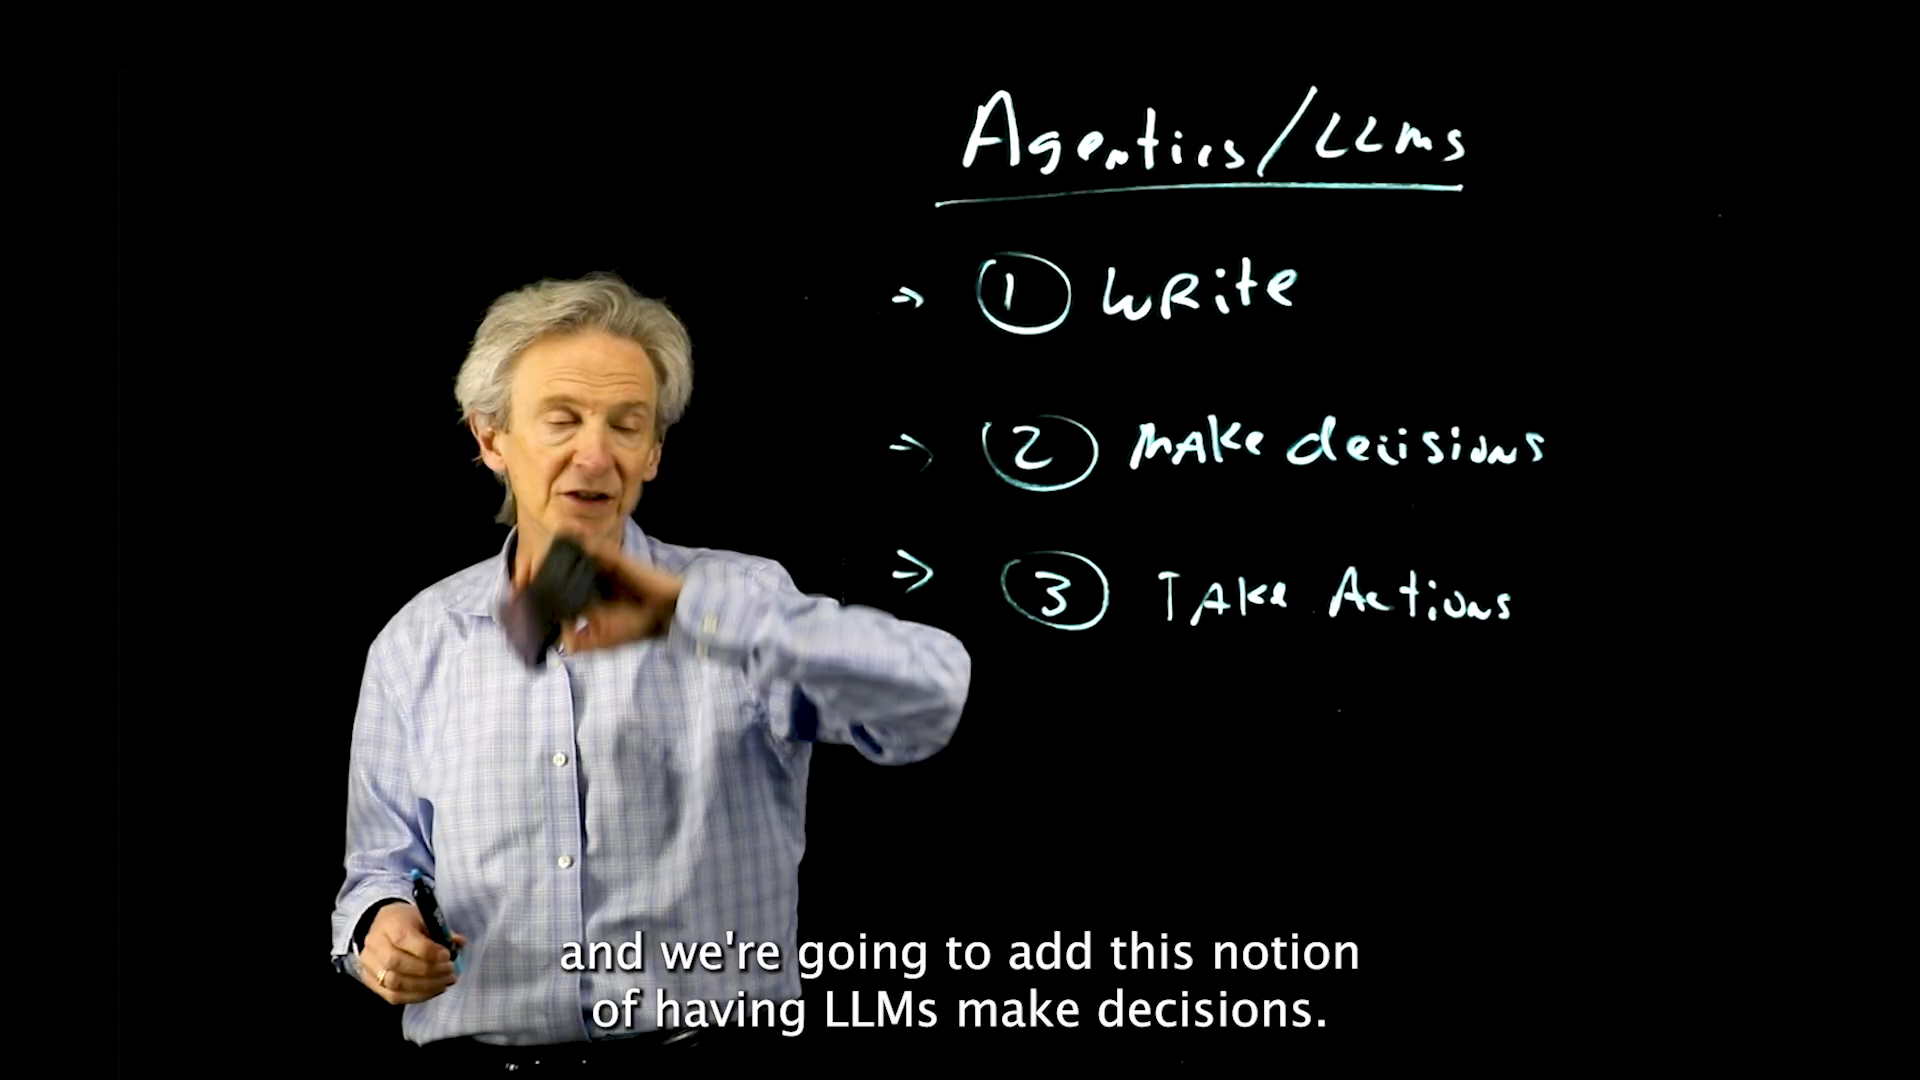 Agentics/LLMs
→ 1 Write
→ 2 Make decisions
→ 3 Take Actions
and we're going to add this notion
of having LLMs make decisions.